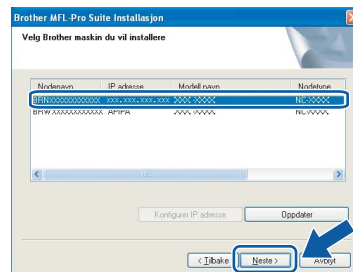 Brother MFL-Pro Suite Installasjon
Velg Brother maskin du vil installere
Nodenavn IP adresse Modell navn Nodetype
BRNXXXXXXXXXXXX xxx.xxx.xxx.xxx XXX-XXXX NC-XXXX
BRWXXXXXXXXXXXX APIPA XXX-XXXX NC-XXXX
Konfigurer IP adresse Oppdater
< Tilbake Neste > Avbryt